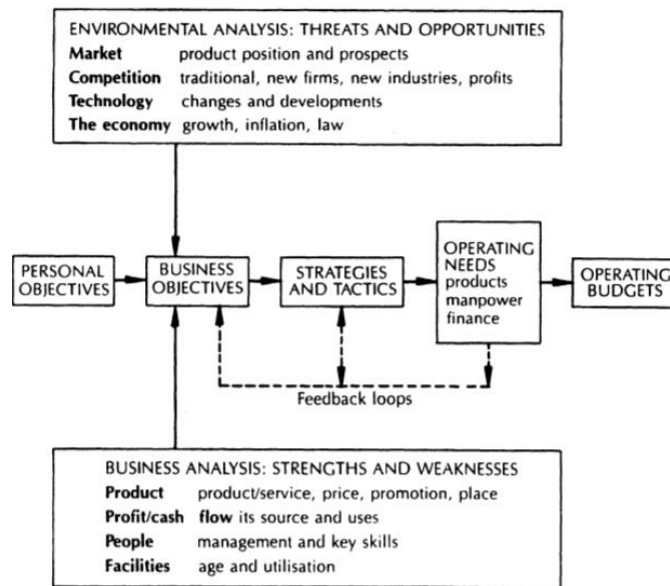 ENVIRONMENTAL ANALYSIS: THREATS AND OPPORTUNITIES
Market product position and prospects
Competition traditional, new firms, new industries, profits
Technology changes and developments
The economy growth, inflation, law
PERSONAL
OBJECTIVES
BUSINESS
OBJECTIVES
STRATEGIES
AND TACTICS
OPERATING
NEEDS
products
manpower
finance
OPERATING
BUDGETS
Feedback loops
BUSINESS ANALYSIS: STRENGTHS AND WEAKNESSES
Product product/service, price, promotion, place
Profit/cash flow its source and uses
People management and key skills
Facilities age and utilisation